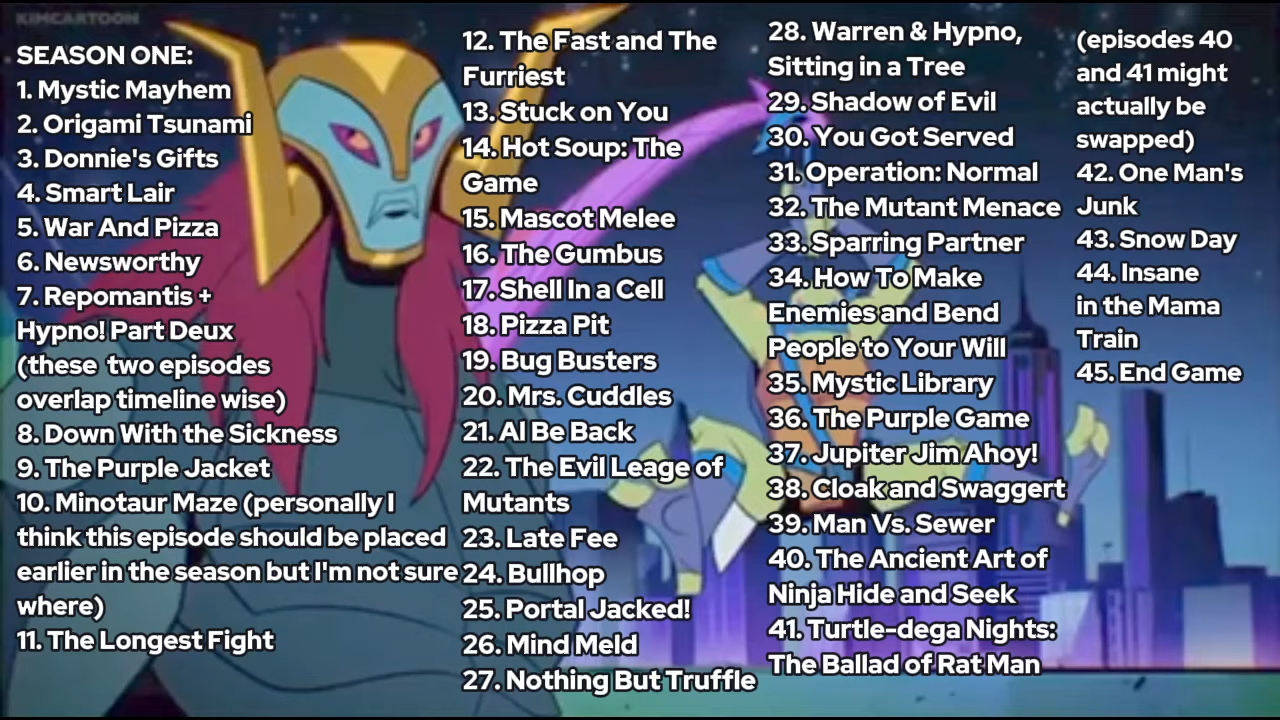 KIMCARTOON
SEASON ONE:
1. Mystic Mayhem
2. Origami Tsunami
3. Donnie's Gifts
4. Smart Lair
5. War And Pizza
6. Newsworthy
7. Repomantis +
Hypno! Part Deux
(these two episodes
overlap timeline wise)
8. Down With the Sickness
9. The Purple Jacket
10. Minotaur Maze (personally I
think this episode should be placed
earlier in the season but I'm not sure
where)
11. The Longest Fight
12. The Fast and The
Furriest
13. Stuck on You
14. Hot Soup: The
Game
15. Mascot Melee
16. The Gumbus
17. Shell In a Cell
18. Pizza Pit
19. Bug Busters
20. Mrs. Cuddles
21. Al Be Back
22. The Evil Leage of
Mutants
23. Late Fee
24. Bullhop
25. Portal Jacked!
26. Mind Meld
27. Nothing But Truffle
28. Warren & Hypno,
Sitting in a Tree
29. Shadow of Evil
30. You Got Served
31. Operation: Normal
32. The Mutant Menace
33. Sparring Partner
34. How To Make
Enemies and Bend
People to Your Will
35. Mystic Library
36. The Purple Game
37. Jupiter Jim Ahoy!
38. Cloak and Swaggert
39. Man Vs. Sewer
40. The Ancient Art of
Ninja Hide and Seek
41. Turtle-dega Nights:
The Ballad of Rat Man
(episodes 40
and 41 might
actually be
swapped)
42. One Man's
Junk
43. Snow Day
44. Insane
in the Mama
Train
45. End Game